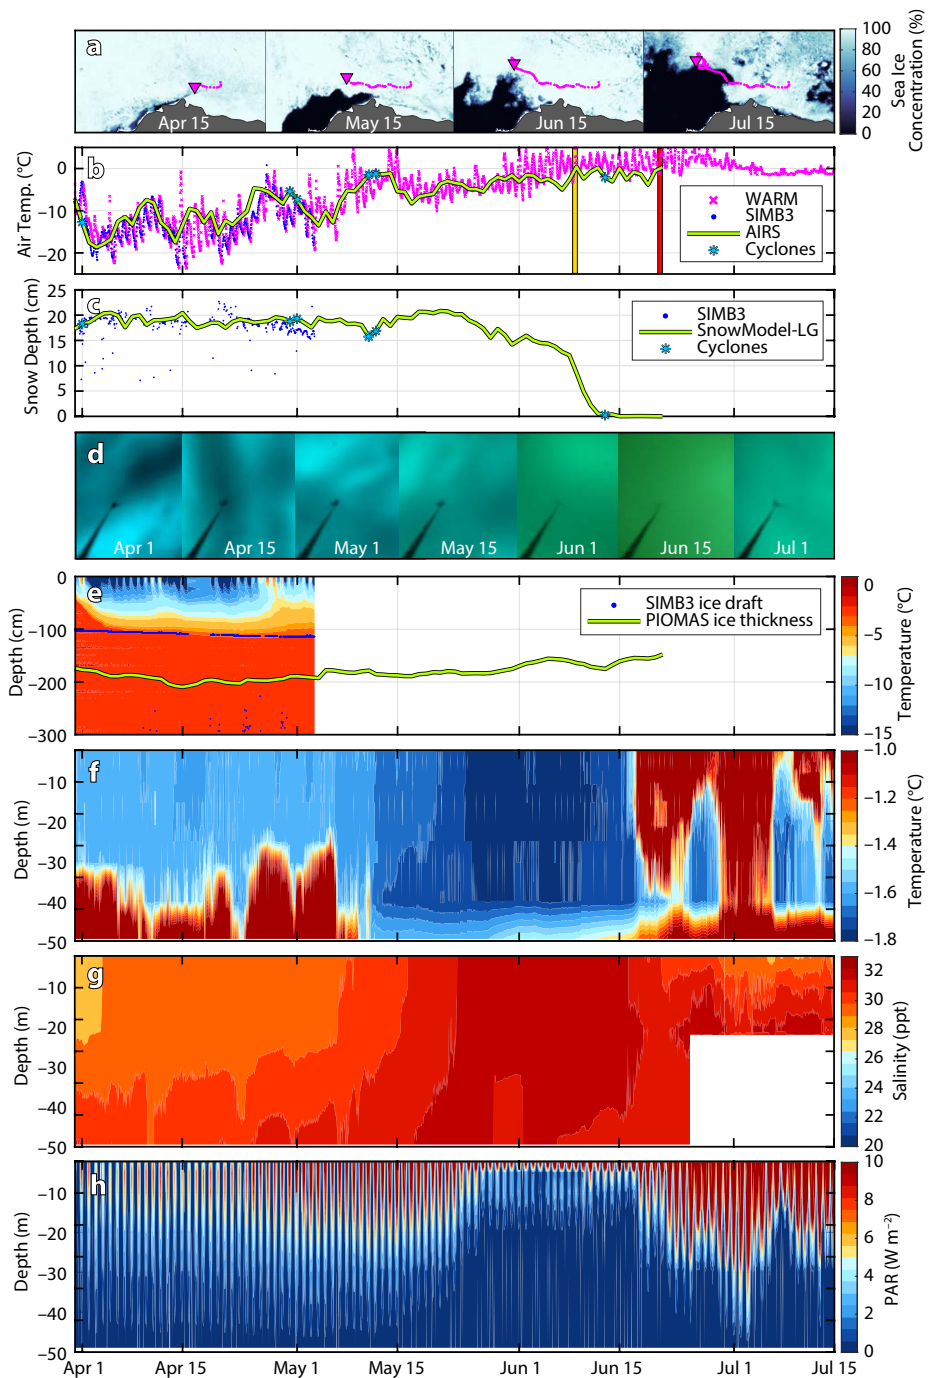 a
Apr 15
May 15
Jun 15
Jul 15
100
80
60
40
20
0
Sea Ice
Concentration (%)
b
Air Temp. (°C)
0
−10
−20
WARM
SIMB3
AIRS
Cyclones
c
Snow Depth (cm)
25
20
15
10
5
0
SIMB3
SnowModel-LG
Cyclones
d
Apr 1
Apr 15
May 1
May 15
Jun 1
Jun 15
Jul 1
e
Depth (cm)
0
−100
−200
−300
SIMB3 ice draft
PIOMAS ice thickness
0
−5
−10
−15
Temperature (°C)
f
Depth (m)
−10
−20
−30
−40
−50
−1.0
−1.2
−1.4
−1.6
−1.8
Temperature (°C)
g
Depth (m)
−10
−20
−30
−40
−50
32
30
28
26
24
22
20
Salinity (ppt)
h
Depth (m)
−10
−20
−30
−40
−50
10
8
6
4
2
0
PAR (W m⁻²)
Apr 1
Apr 15
May 1
May 15
Jun 1
Jun 15
Jul 1
Jul 15